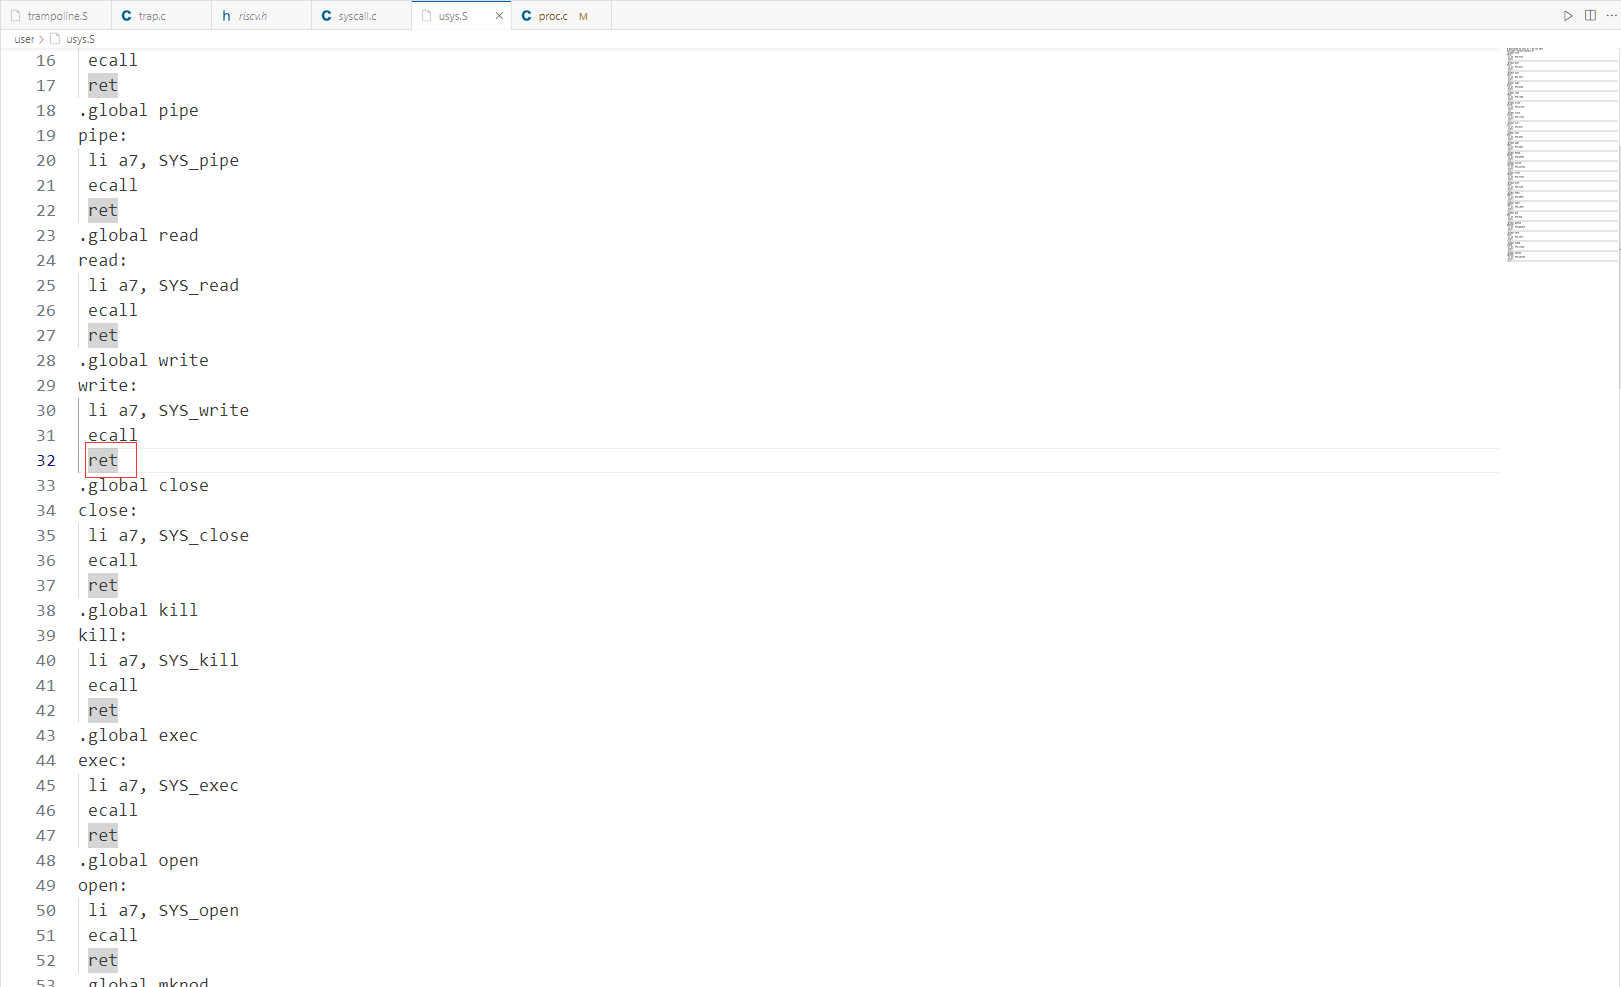 trampoline.S C trap.c h riscv.h C syscall.c usys.S × C proc.c M
user > usys.S
16 ecall
17 ret
18 .global pipe
19 pipe:
20 li a7, SYS_pipe
21 ecall
22 ret
23 .global read
24 read:
25 li a7, SYS_read
26 ecall
27 ret
28 .global write
29 write:
30 li a7, SYS_write
31 ecall
32 ret
33 .global close
34 close:
35 li a7, SYS_close
36 ecall
37 ret
38 .global kill
39 kill:
40 li a7, SYS_kill
41 ecall
42 ret
43 .global exec
44 exec:
45 li a7, SYS_exec
46 ecall
47 ret
48 .global open
49 open:
50 li a7, SYS_open
51 ecall
52 ret
53 .global mknod